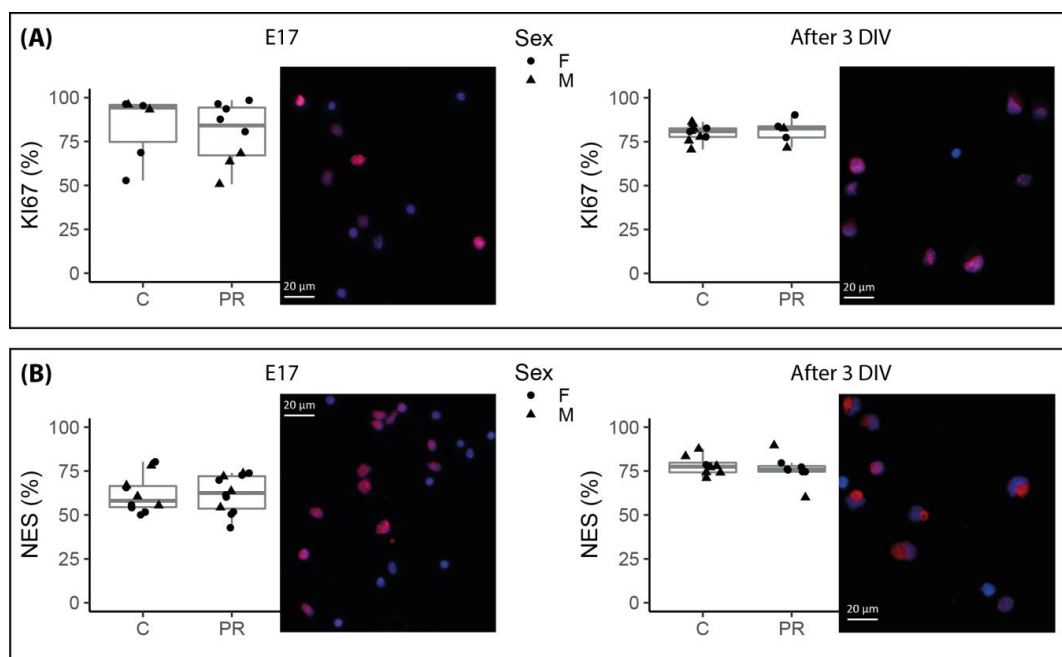 (A)
E17
Sex
F
M
After 3 DIV
KI67 (%)
100
75
50
25
0
C
PR
20 µm
KI67 (%)
100
75
50
25
0
C
PR
20 µm
(B)
E17
Sex
F
M
After 3 DIV
NES (%)
100
75
50
25
0
C
PR
20 µm
NES (%)
100
75
50
25
0
C
PR
20 µm